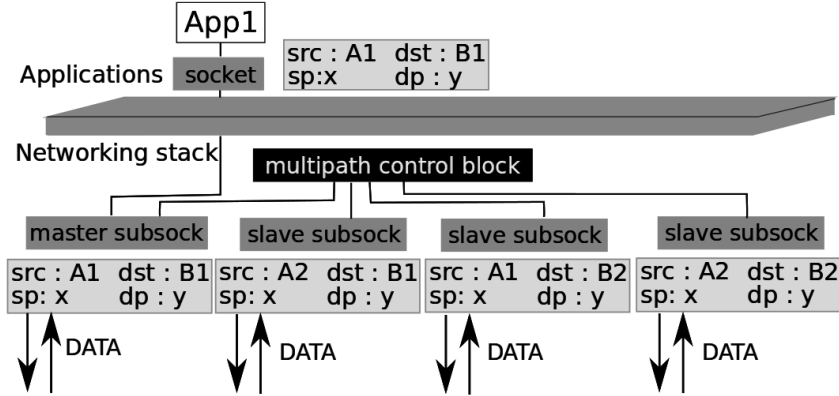 App1
Applications socket
src : A1 dst : B1
sp:x dp : y
Networking stack
multipath control block
master subsock slave subsock slave subsock slave subsock
src : A1 dst : B1 src : A2 dst : B1 src : A1 dst : B2 src : A2 dst : B2
sp: x dp : y sp: x dp : y sp: x dp : y sp: x dp : y
DATA DATA DATA DATA